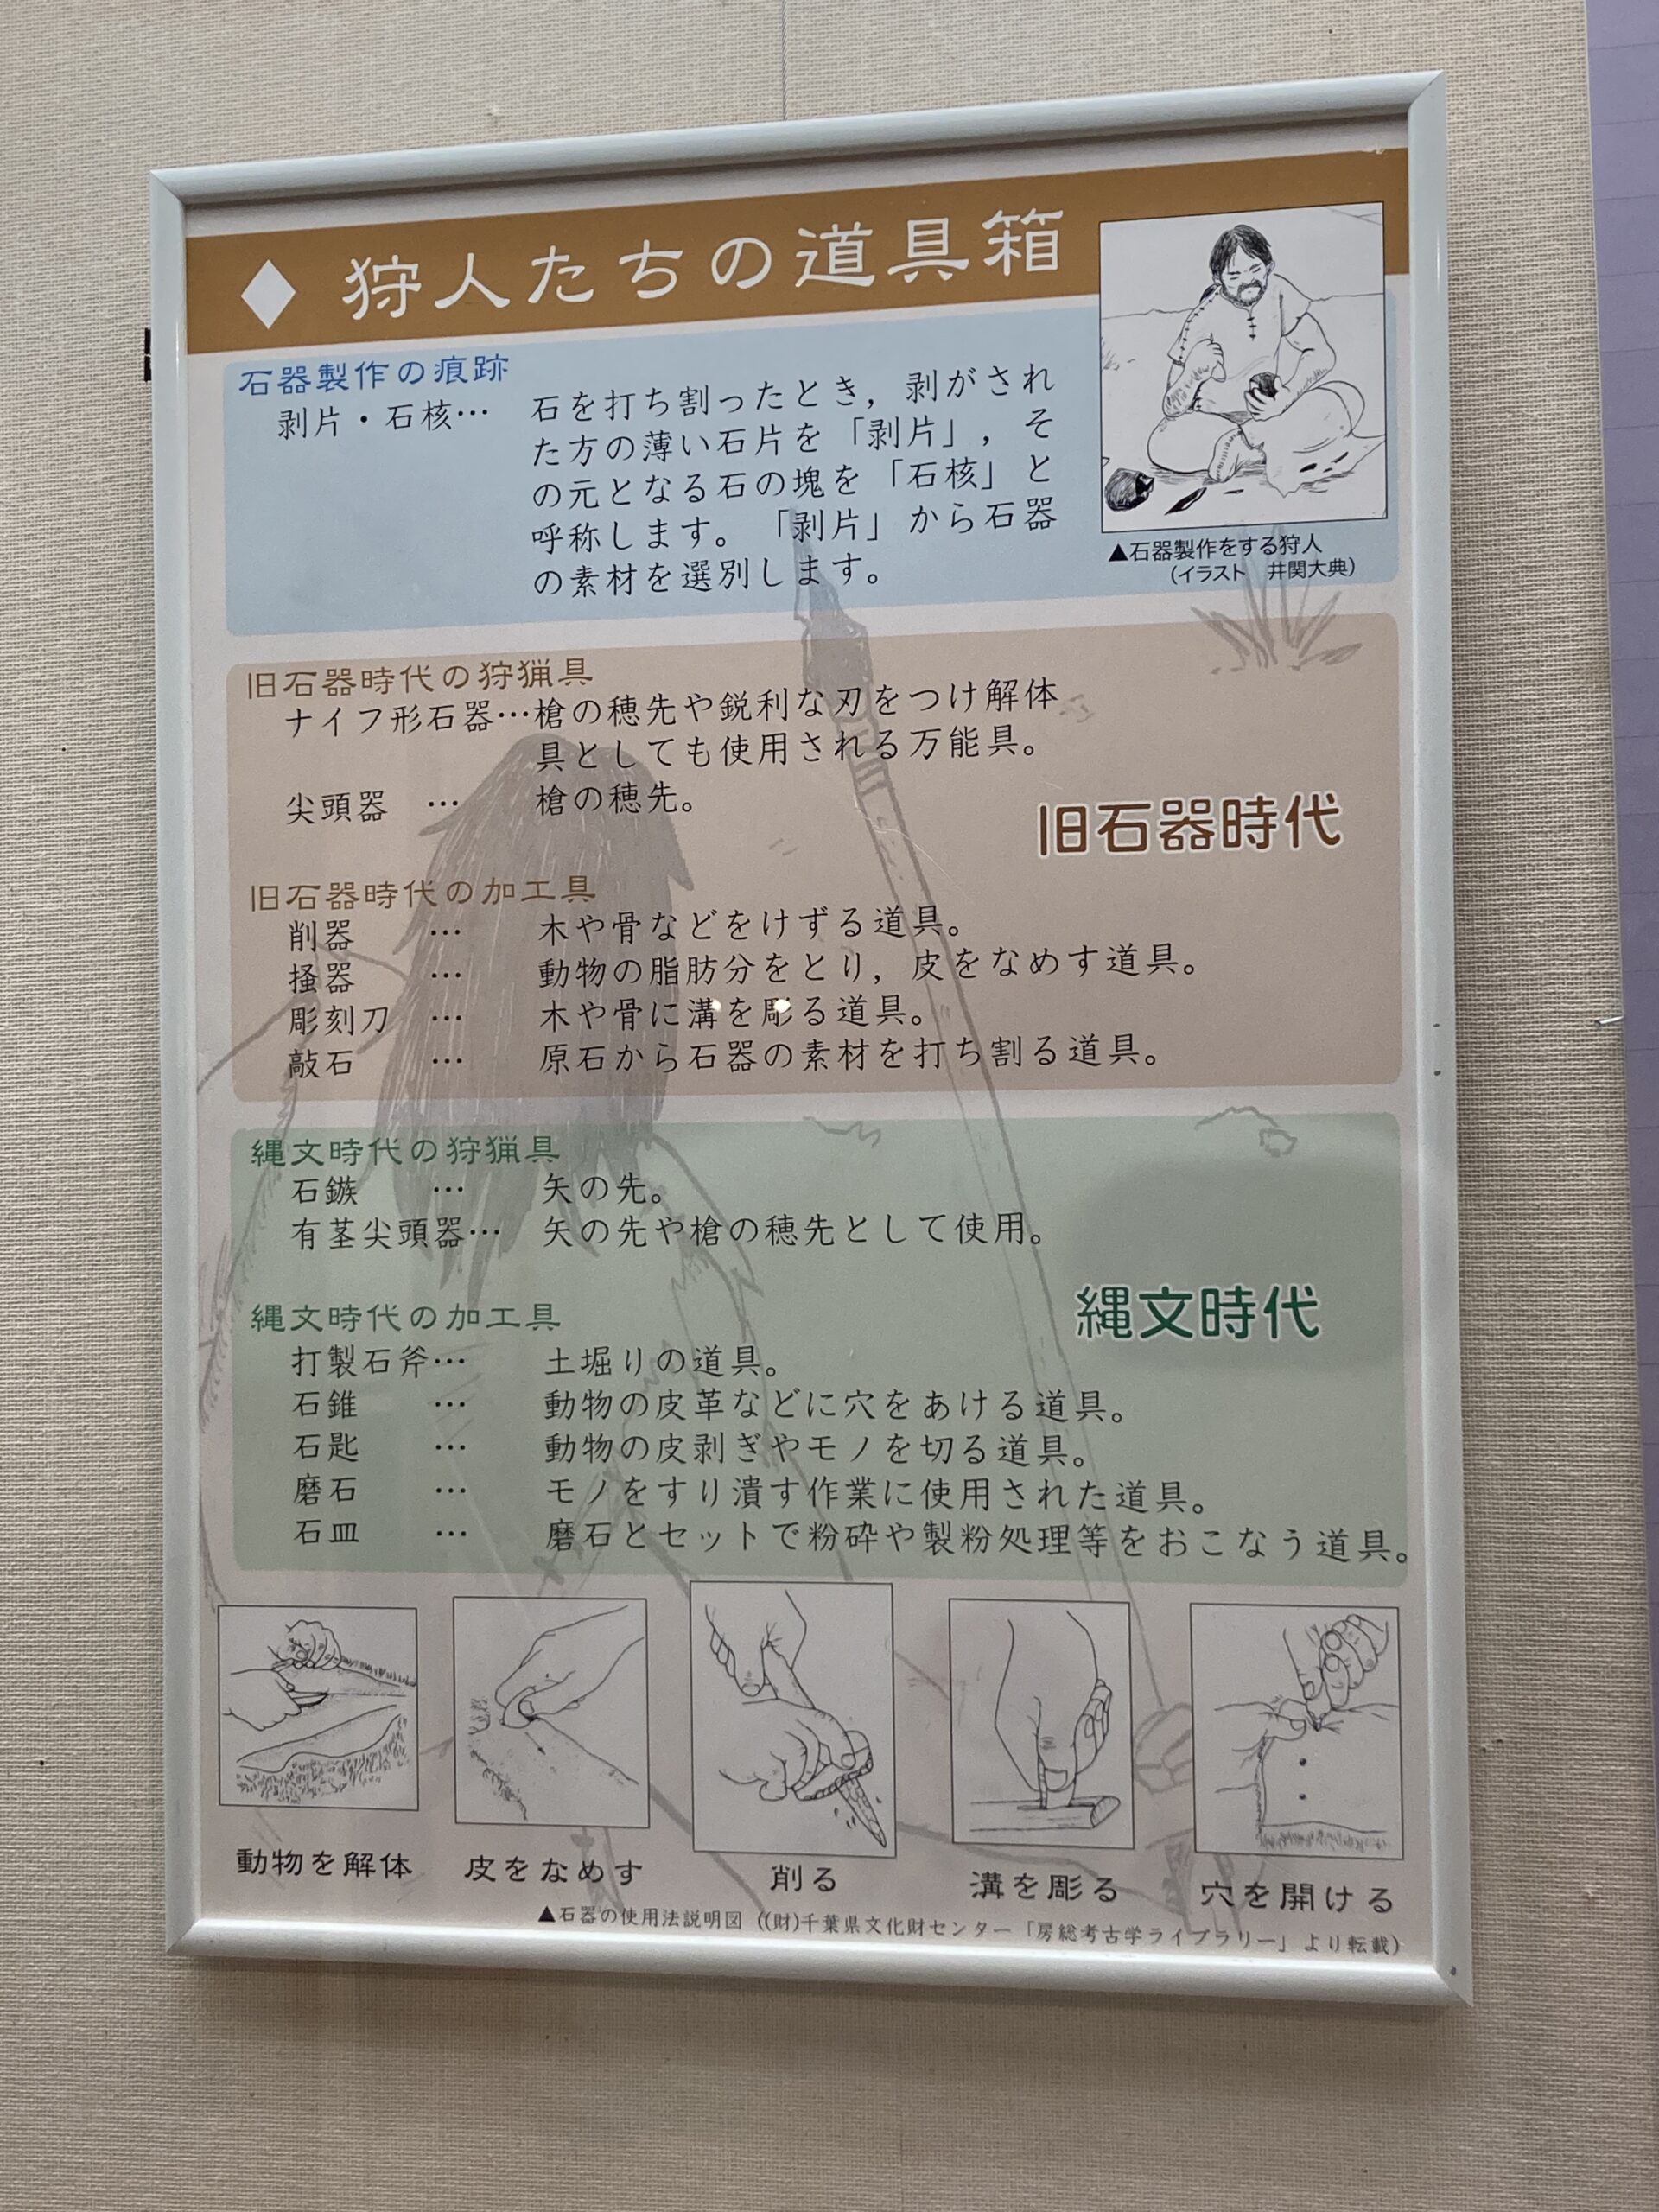 ◆ 狩人たちの道具箱
石器製作の痕跡
剥片・石核… 石を打ち割ったとき，剥がされ
た方の薄い石片を「剥片」，そ
の元となる石の塊を「石核」と
呼称します。「剥片」から石器
の素材を選別します。
▲石器製作をする狩人
（イラスト　井関大典）
旧石器時代の狩猟具
ナイフ形石器…槍の穂先や鋭利な刃をつけ解体
具としても使用される万能具。
尖頭器 … 槍の穂先。
旧石器時代
旧石器時代の加工具
削器 … 木や骨などをけずる道具。
掻器 … 動物の脂肪分をとり，皮をなめす道具。
彫刻刀 … 木や骨に溝を彫る道具。
敲石 … 原石から石器の素材を打ち割る道具。
縄文時代の狩猟具
石鏃 … 矢の先。
有茎尖頭器… 矢の先や槍の穂先として使用。
縄文時代
縄文時代の加工具
打製石斧… 土堀りの道具。
石錐 … 動物の皮革などに穴をあける道具。
石匙 … 動物の皮剥ぎやモノを切る道具。
磨石 … モノをすり潰す作業に使用された道具。
石皿 … 磨石とセットで粉砕や製粉処理等をおこなう道具。
動物を解体
皮をなめす
削る
溝を彫る
穴を開ける
▲石器の使用法説明図（(財)千葉県文化財センター「房総考古学ライブラリー」より転載）